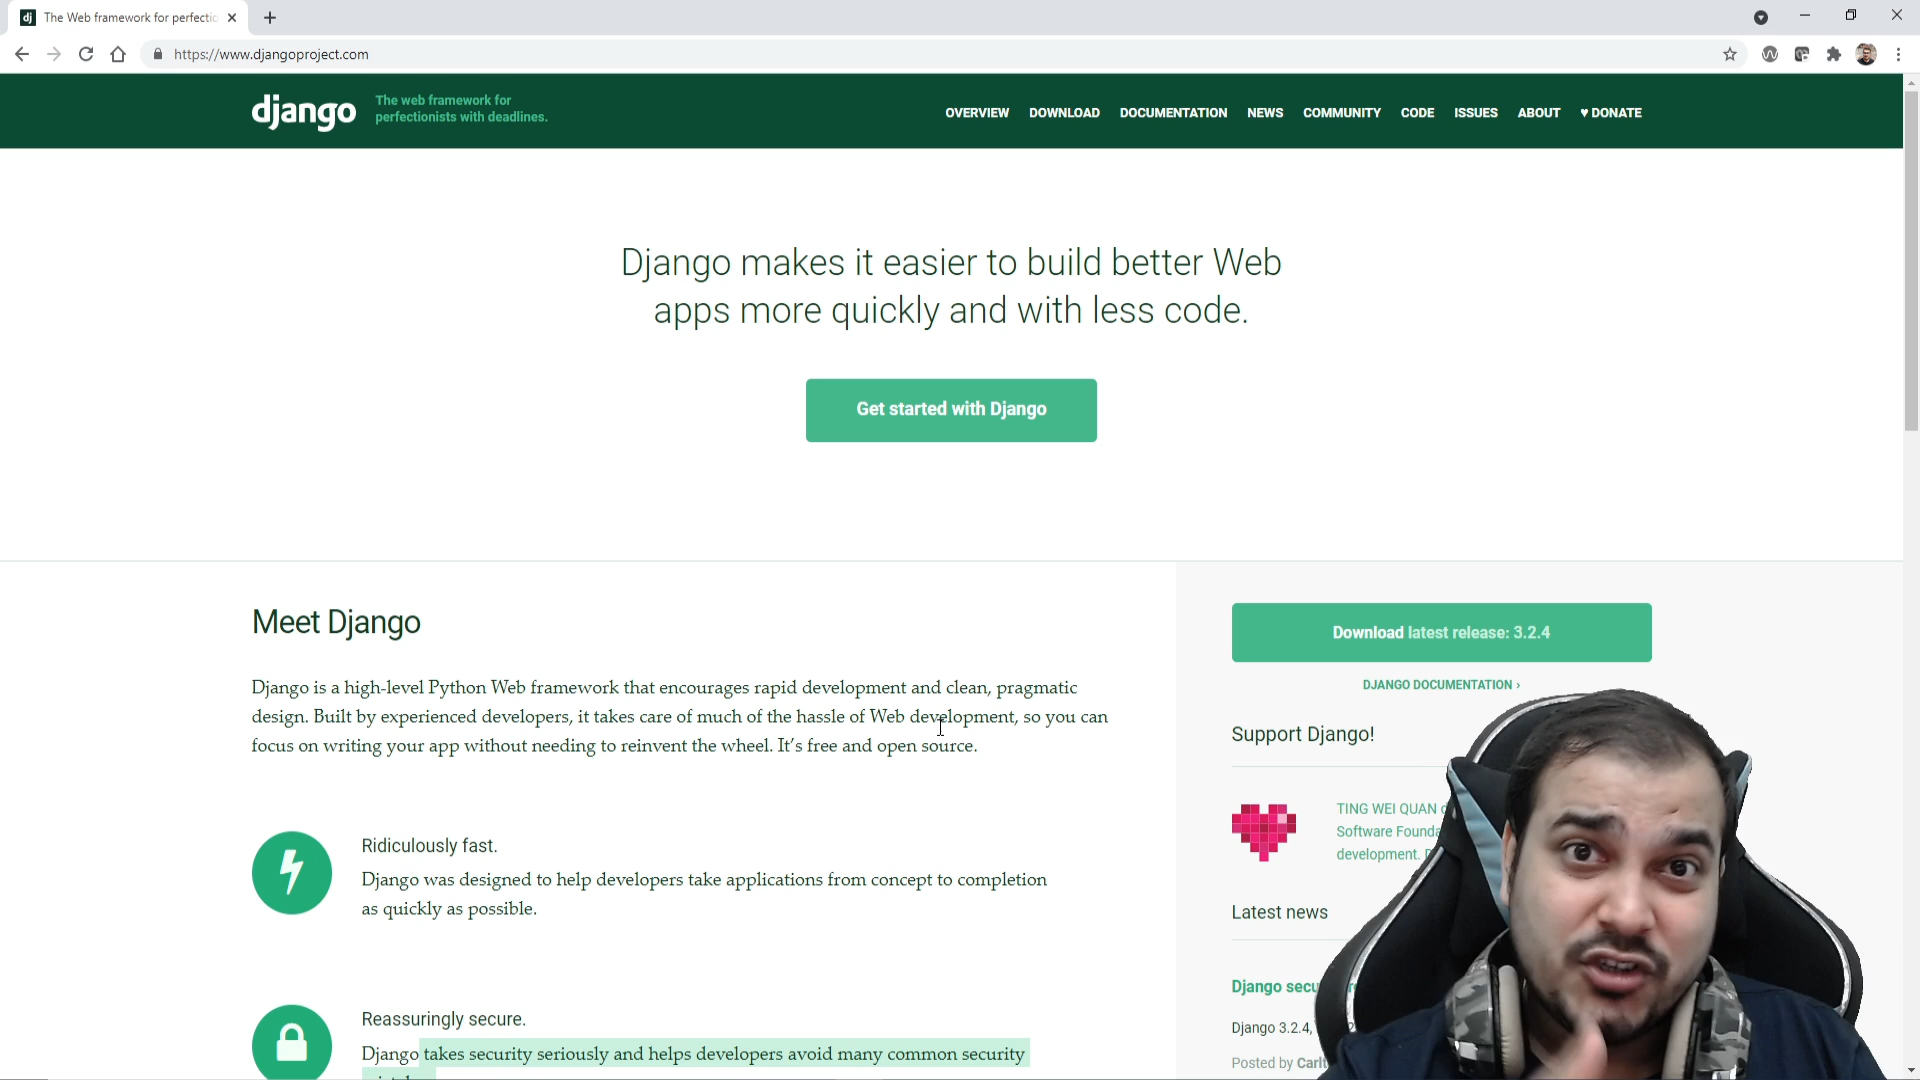 dj The Web framework for perfectio
https://www.djangoproject.com
django
The web framework for
perfectionists with deadlines.
OVERVIEW DOWNLOAD DOCUMENTATION NEWS COMMUNITY CODE ISSUES ABOUT ♥ DONATE
Django makes it easier to build better Web
apps more quickly and with less code.
Get started with Django
Meet Django
Django is a high-level Python Web framework that encourages rapid development and clean, pragmatic
design. Built by experienced developers, it takes care of much of the hassle of Web development, so you can
focus on writing your app without needing to reinvent the wheel. It’s free and open source.
Ridiculously fast.
Django was designed to help developers take applications from concept to completion
as quickly as possible.
Reassuringly secure.
Django takes security seriously and helps developers avoid many common security
Download latest release: 3.2.4
DJANGO DOCUMENTATION ›
Support Django!
TING WEI QUAN
Software Founda
development.
Latest news
Django secu
Django 3.2.4,
Posted by Carlt